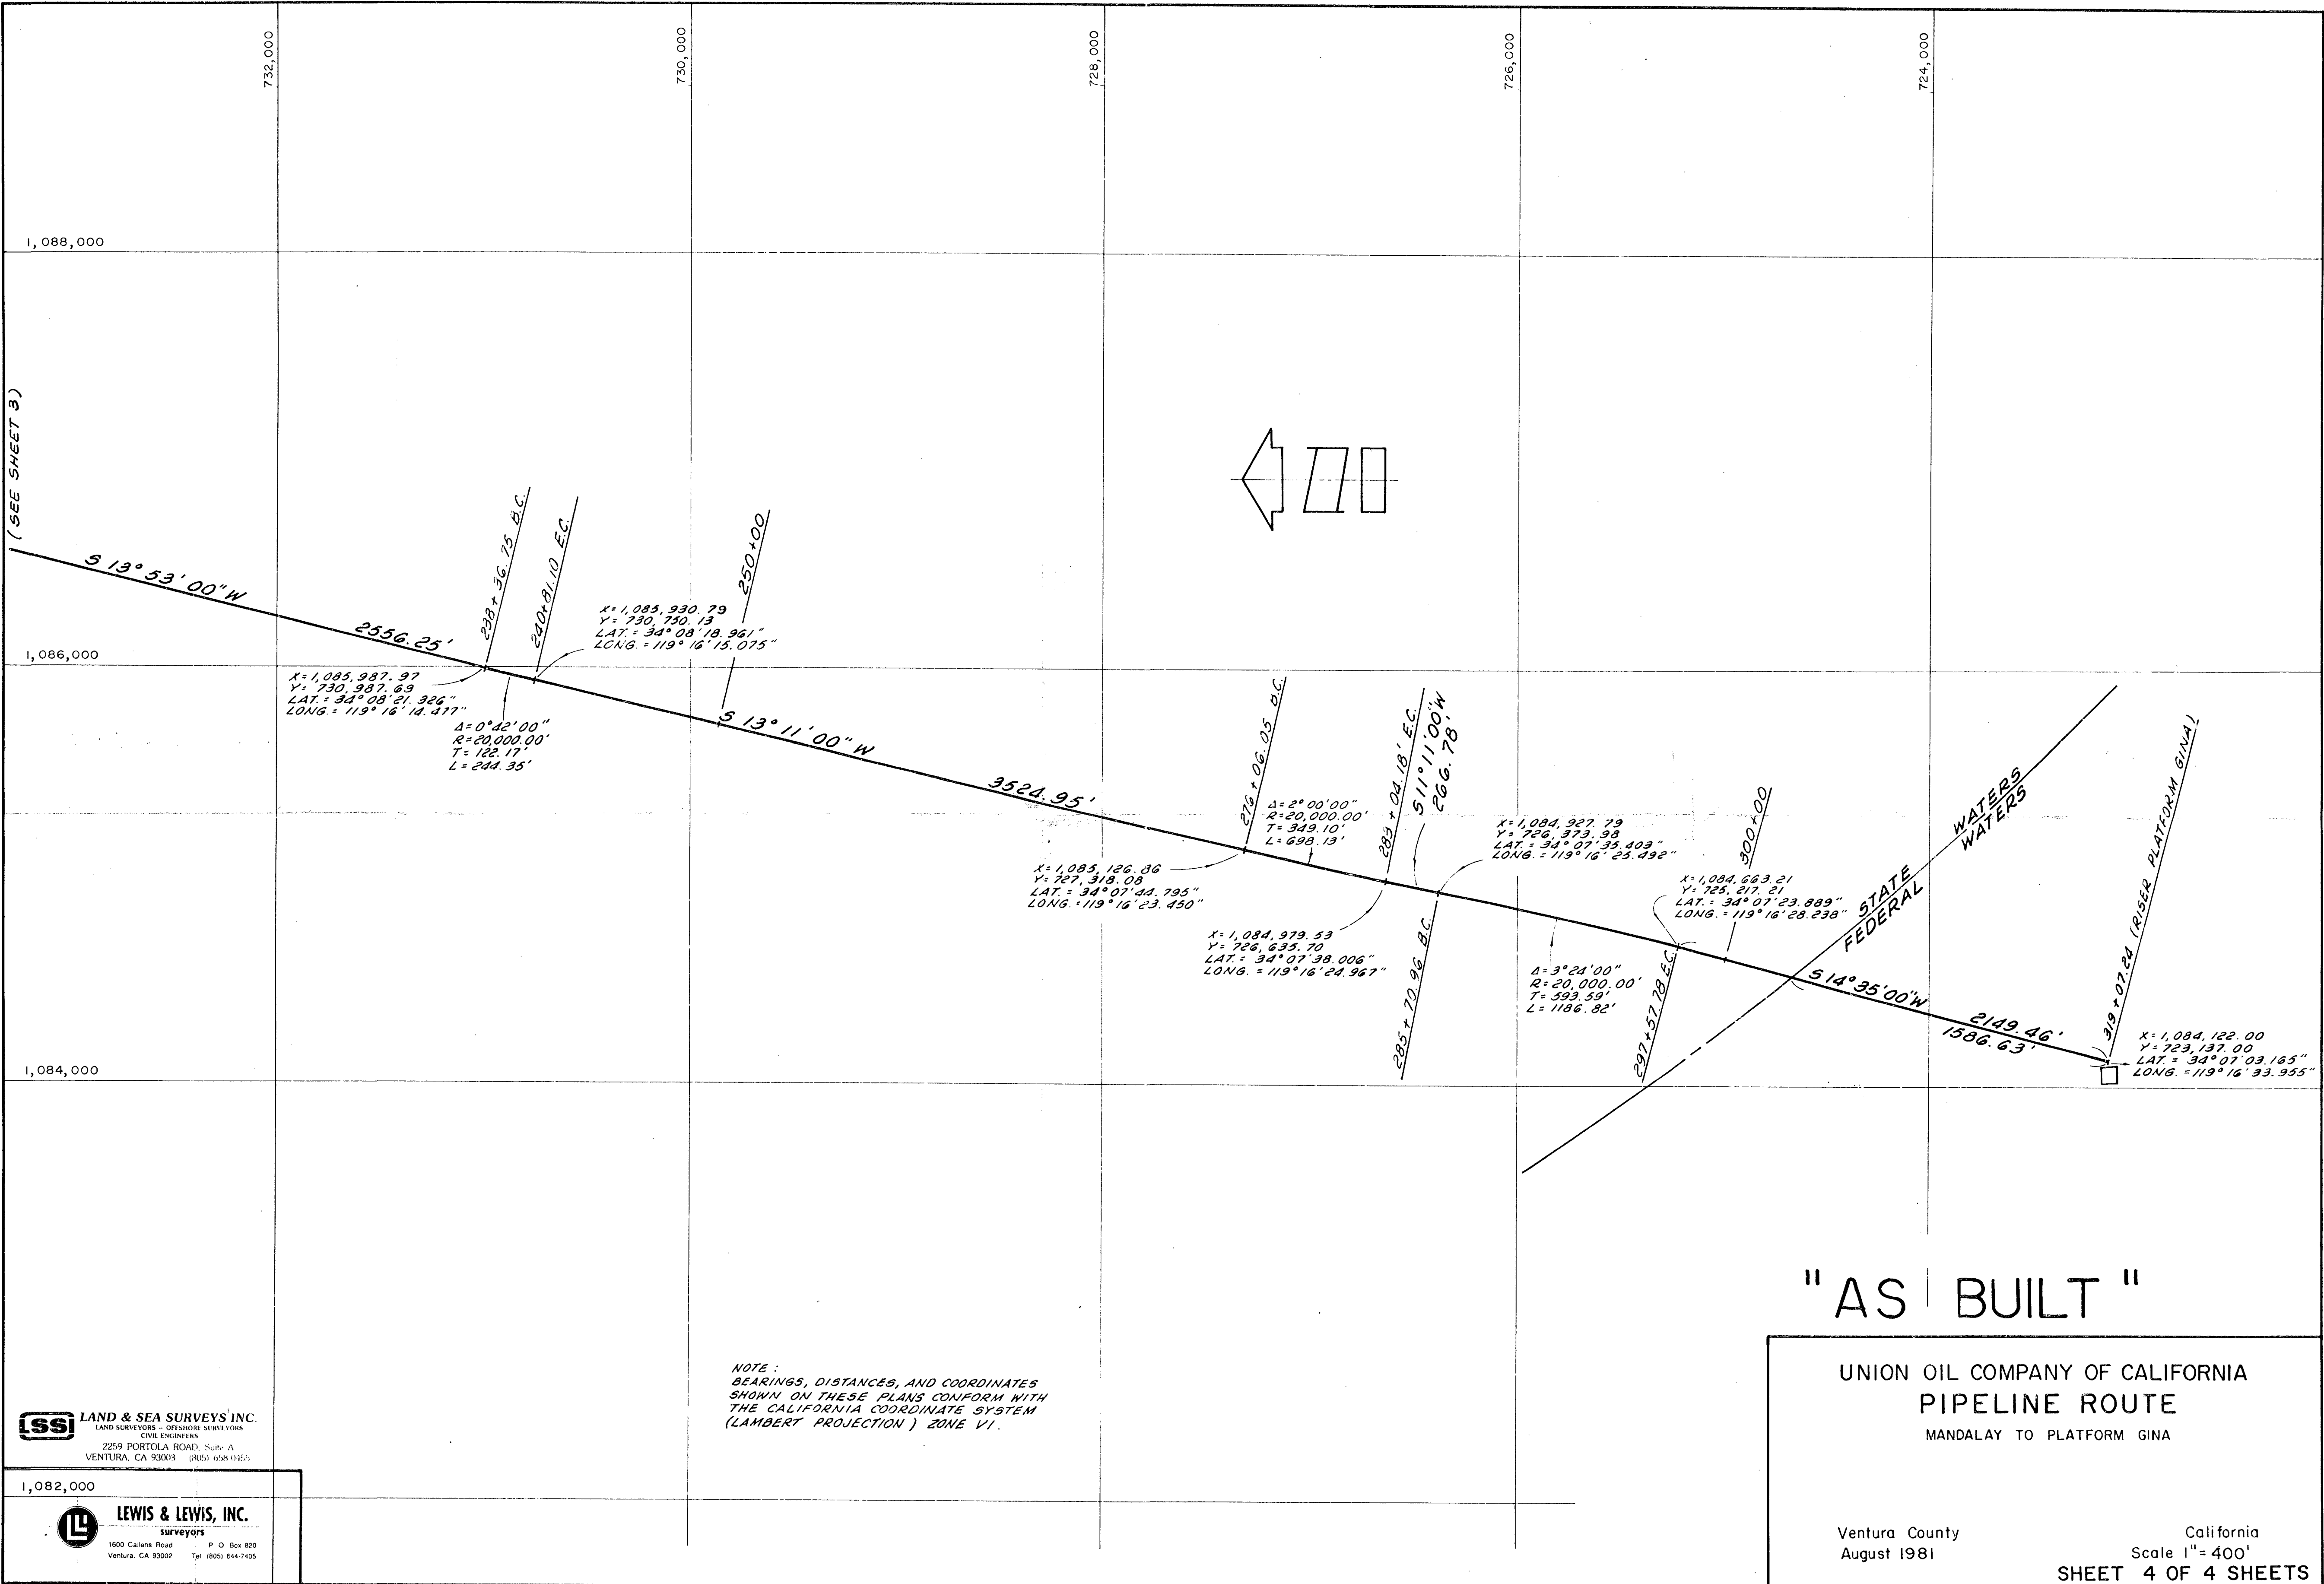 732,000
730,000
728,000
726,000
724,000
1,088,000
1,086,000
1,084,000
1,082,000
(SEE SHEET 3)
S 13° 53' 00" W
2556.25'
238 + 36.75 B.C.
240+81.10 E.C.
250+00
X= 1,085,930.79
Y= 730,750.13
LAT. = 34° 08' 18.961"
LONG. = 119° 16' 15.075"
X= 1,085,987.97
Y= 730,987.69
LAT. = 34° 08' 21.326"
LONG. = 119° 16' 14.477"
Δ=0°42'00"
R=20,000.00'
T= 122.17'
L= 244.35'
S 13° 11' 00" W
3524.95'
276 + 06.05 B.C.
Δ= 2° 00' 00"
R=20,000.00'
T= 349.10'
L= 698.13'
283 + 04.18' E.C.
S 11° 11' 00" W
266.78'
X= 1,085,126.86
Y= 727,318.08
LAT. = 34° 07' 44.795"
LONG. = 119° 16' 23.450"
X= 1,084,979.53
Y= 726,635.70
LAT. = 34° 07' 38.006"
LONG. = 119° 16' 24.967"
X= 1,084,927.79
Y= 726,373.98
LAT. = 34° 07' 35.403"
LONG. = 119° 16' 25.492"
285 + 70.96 B.C.
300+00
X= 1,084,663.21
Y= 725,217.21
LAT. = 34° 07' 23.889"
LONG. = 119° 16' 28.238"
Δ= 3° 24' 00"
R= 20,000.00'
T= 593.59'
L= 1186.82'
297+57.78 E.C.
STATE WATERS
FEDERAL WATERS
S 14° 35' 00" W
2149.46'
1586.63'
319 + 07.24 (RISER PLATFORM GINA)
X= 1,084,122.00
Y= 723,137.00
LAT. = 34° 07' 03.165"
LONG. = 119° 16' 33.955"
"AS BUILT"
NOTE :
BEARINGS, DISTANCES, AND COORDINATES
SHOWN ON THESE PLANS CONFORM WITH
THE CALIFORNIA COORDINATE SYSTEM
(LAMBERT PROJECTION) ZONE VI.
LSSI LAND & SEA SURVEYS INC.
LAND SURVEYORS - OFFSHORE SURVEYORS
CIVIL ENGINEERS
2259 PORTOLA ROAD, Suite A
VENTURA, CA 93003 (805) 658-0455
LEWIS & LEWIS, INC.
surveyors
1600 Callens Road P O Box 820
Ventura, CA 93002 Tel (805) 644-7405
UNION OIL COMPANY OF CALIFORNIA
PIPELINE ROUTE
MANDALAY TO PLATFORM GINA
Ventura County California
August 1981 Scale 1"= 400'
SHEET 4 OF 4 SHEETS